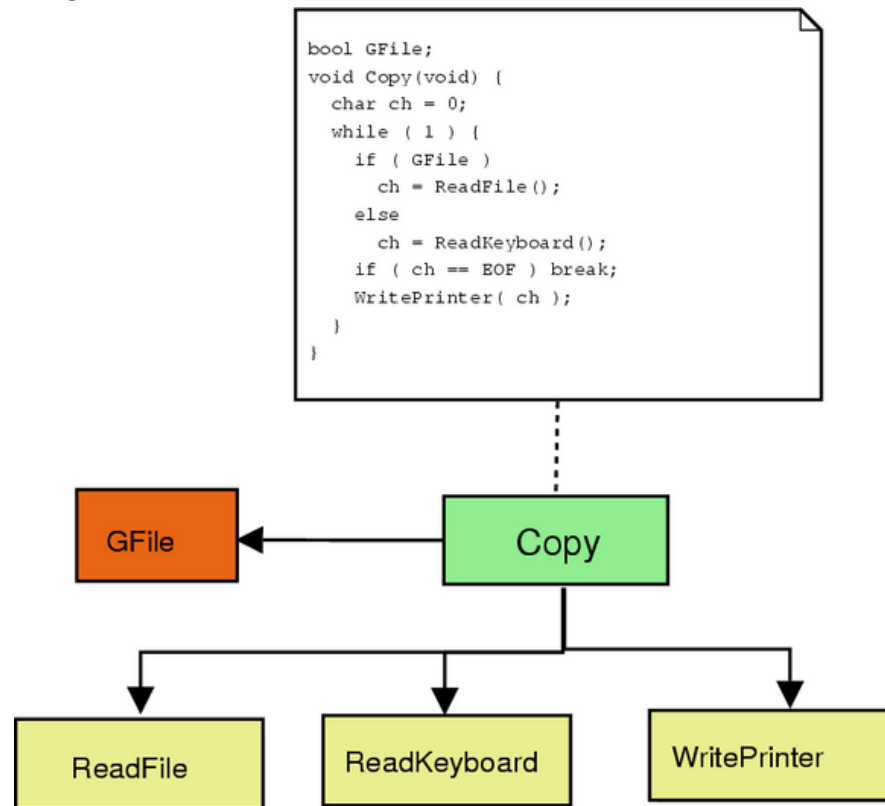 bool GFile;
void Copy(void) {
  char ch = 0;
  while ( 1 ) {
    if ( GFile )
      ch = ReadFile();
    else
      ch = ReadKeyboard();
    if ( ch == EOF ) break;
    WritePrinter( ch );
  }
}
GFile
Copy
ReadFile
ReadKeyboard
WritePrinter